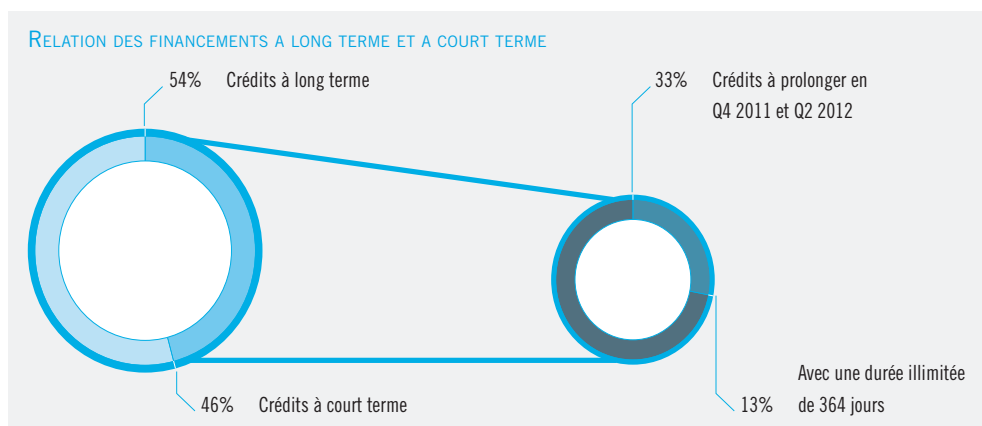 RELATION DES FINANCEMENTS A LONG TERME ET A COURT TERME
54% Crédits à long terme
33% Crédits à prolonger en
Q4 2011 et Q2 2012
46% Crédits à court terme
Avec une durée illimitée
13% de 364 jours